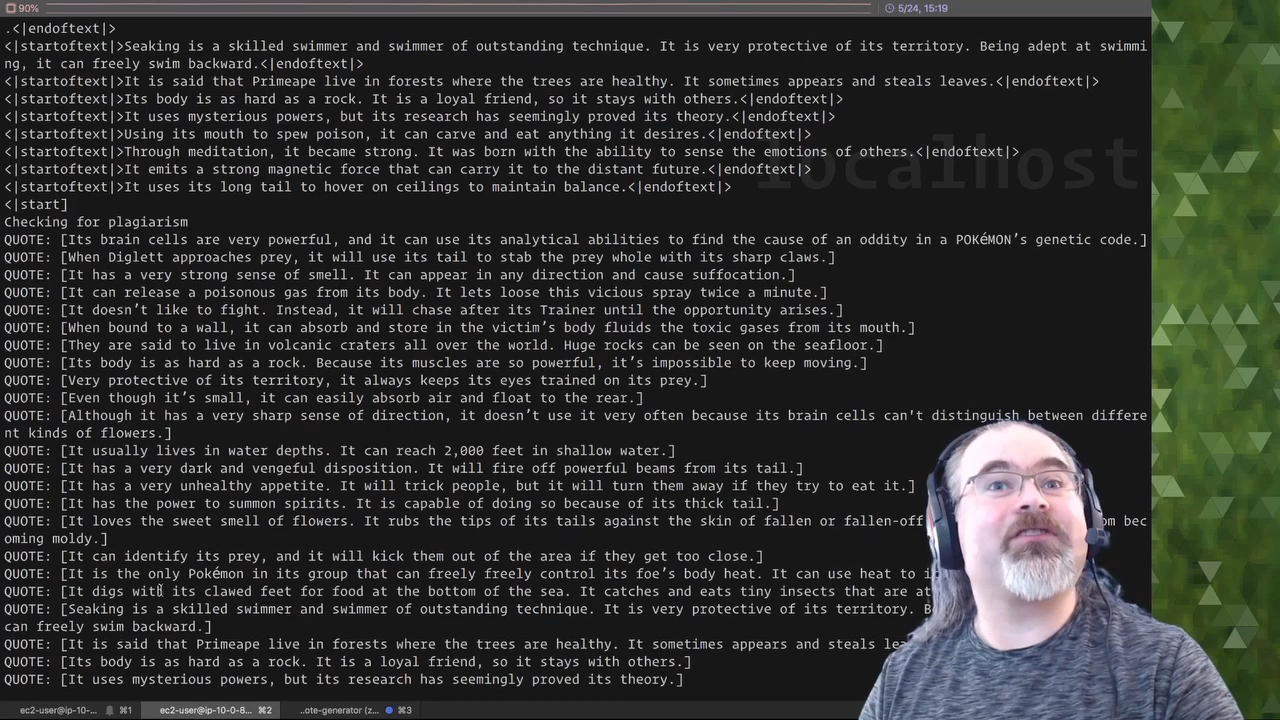 90%
5/24, 15:19
.<|endoftext|>
<|startoftext|>Seaking is a skilled swimmer and swimmer of outstanding technique. It is very protective of its territory. Being adept at swimmi
ng, it can freely swim backward.<|endoftext|>
<|startoftext|>It is said that Primeape live in forests where the trees are healthy. It sometimes appears and steals leaves.<|endoftext|>
<|startoftext|>Its body is as hard as a rock. It is a loyal friend, so it stays with others.<|endoftext|>
<|startoftext|>It uses mysterious powers, but its research has seemingly proved its theory.<|endoftext|>
<|startoftext|>Using its mouth to spew poison, it can carve and eat anything it desires.<|endoftext|>
<|startoftext|>Through meditation, it became strong. It was born with the ability to sense the emotions of others.<|endoftext|>
localhost
<|startoftext|>It emits a strong magnetic force that can carry it to the distant future.<|endoftext|>
<|startoftext|>It uses its long tail to hover on ceilings to maintain balance.<|endoftext|>
<|start]
Checking for plagiarism
QUOTE: [Its brain cells are very powerful, and it can use its analytical abilities to find the cause of an oddity in a POKéMON’s genetic code.]
QUOTE: [When Diglett approaches prey, it will use its tail to stab the prey whole with its sharp claws.]
QUOTE: [It has a very strong sense of smell. It can appear in any direction and cause suffocation.]
QUOTE: [It can release a poisonous gas from its body. It lets loose this vicious spray twice a minute.]
QUOTE: [It doesn’t like to fight. Instead, it will chase after its Trainer until the opportunity arises.]
QUOTE: [When bound to a wall, it can absorb and store in the victim’s body fluids the toxic gases from its mouth.]
QUOTE: [They are said to live in volcanic craters all over the world. Huge rocks can be seen on the seafloor.]
QUOTE: [Its body is as hard as a rock. Because its muscles are so powerful, it’s impossible to keep moving.]
QUOTE: [Very protective of its territory, it always keeps its eyes trained on its prey.]
QUOTE: [Even though it’s small, it can easily absorb air and float to the rear.]
QUOTE: [Although it has a very sharp sense of direction, it doesn’t use it very often because its brain cells can't distinguish between differe
nt kinds of flowers.]
QUOTE: [It usually lives in water depths. It can reach 2,000 feet in shallow water.]
QUOTE: [It has a very dark and vengeful disposition. It will fire off powerful beams from its tail.]
QUOTE: [It has a very unhealthy appetite. It will trick people, but it will turn them away if they try to eat it.]
QUOTE: [It has the power to summon spirits. It is capable of doing so because of its thick tail.]
QUOTE: [It loves the sweet smell of flowers. It rubs the tips of its tails against the skin of fallen or fallen-off om bec
oming moldy.]
QUOTE: [It can identify its prey, and it will kick them out of the area if they get too close.]
QUOTE: [It is the only Pokémon in its group that can freely freely control its foe’s body heat. It can use heat to i
QUOTE: [It digs with its clawed feet for food at the bottom of the sea. It catches and eats tiny insects that are at
QUOTE: [Seaking is a skilled swimmer and swimmer of outstanding technique. It is very protective of its territory. B
can freely swim backward.]
QUOTE: [It is said that Primeape live in forests where the trees are healthy. It sometimes appears and steals lea
QUOTE: [Its body is as hard as a rock. It is a loyal friend, so it stays with others.]
QUOTE: [It uses mysterious powers, but its research has seemingly proved its theory.]
ec2-user@ip-10-... ⌘1
ec2-user@ip-10-0-8... ⌘2
..ote-generator (z... ⌘3